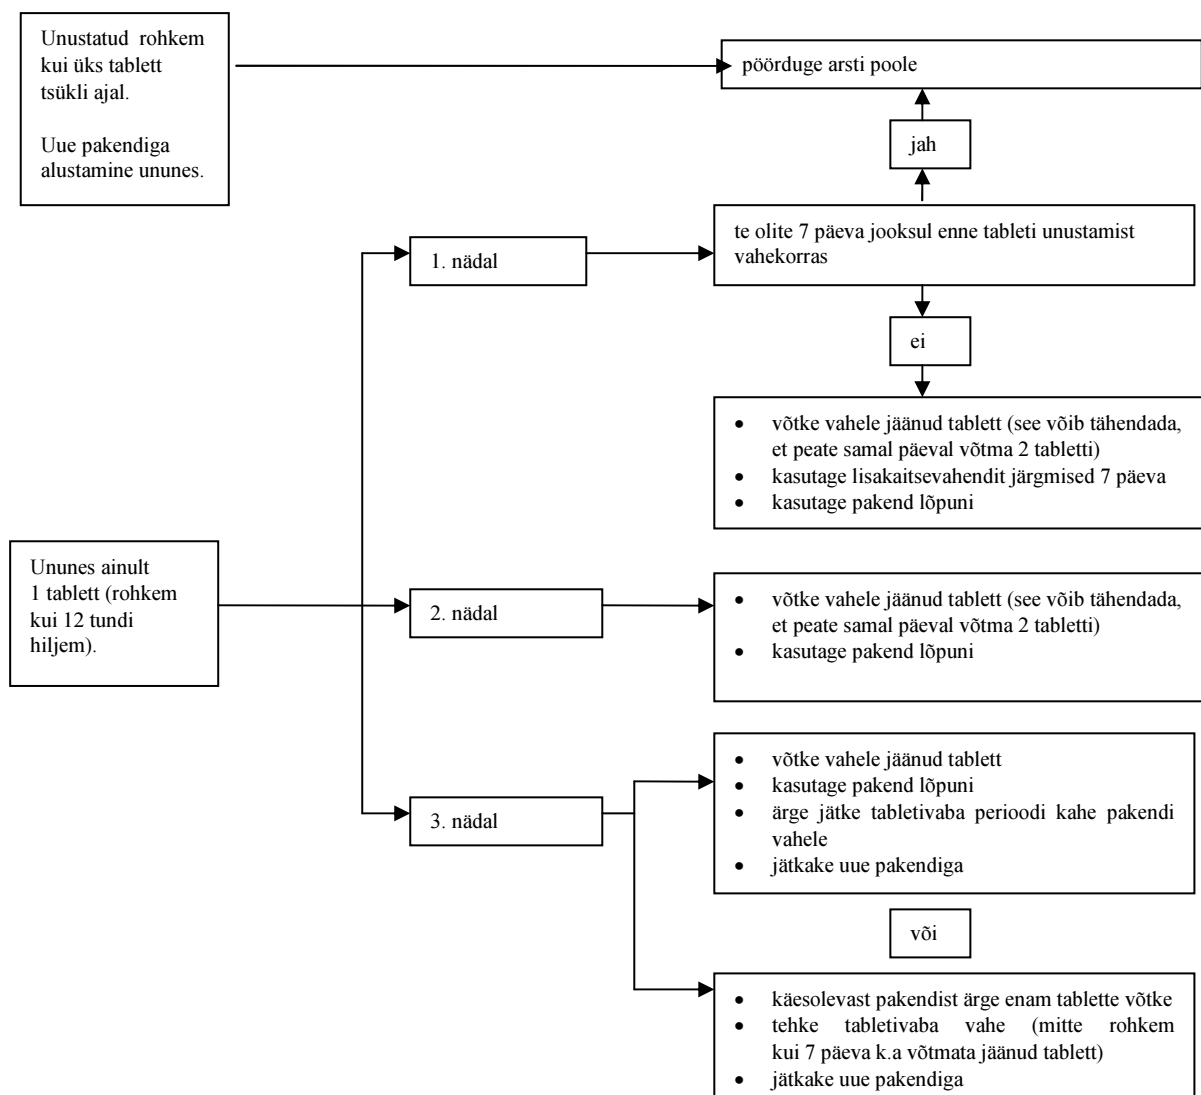 Unustatud rohkem
kui üks tablett
tsükli ajal.
Uue pakendiga
alustamine ununes.
pöörduge arsti poole
jah
te olite 7 päeva jooksul enne tableti unustamist
vahekorras
1. nädal
ei
• võtke vahele jäänud tablett (see võib tähendada,
et peate samal päeval võtma 2 tabletti)
• kasutage lisakaitsevahendit järgmised 7 päeva
• kasutage pakend lõpuni
Ununes ainult
1 tablett (rohkem
kui 12 tundi
hiljem).
2. nädal
• võtke vahele jäänud tablett (see võib tähendada,
et peate samal päeval võtma 2 tabletti)
• kasutage pakend lõpuni
3. nädal
• võtke vahele jäänud tablett
• kasutage pakend lõpuni
• ärge jätke tabletivaba perioodi kahe pakendi
vahele
• jätkake uue pakendiga
või
• käesolevast pakendist ärge enam tablette võtke
• tehke tabletivaba vahe (mitte rohkem
kui 7 päeva k.a võtmata jäänud tablett)
• jätkake uue pakendiga